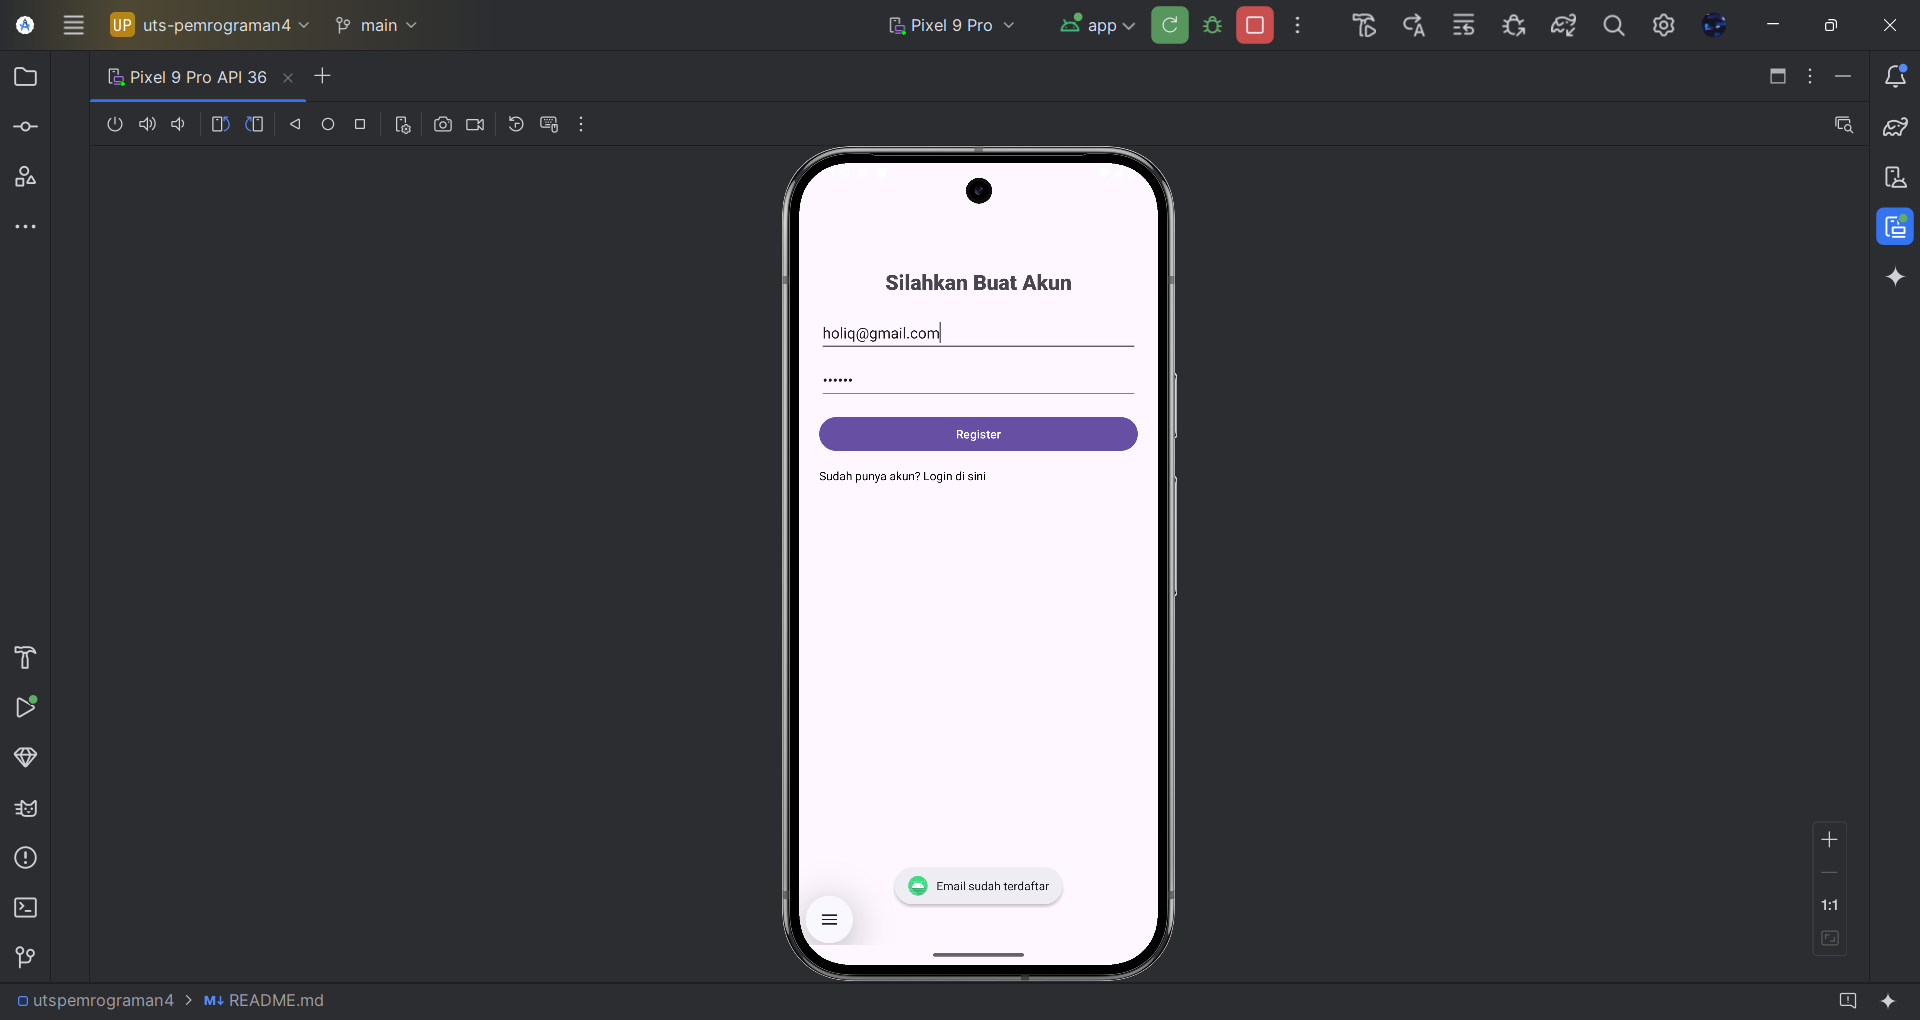 UP uts-pemrograman4 main Pixel 9 Pro app
Pixel 9 Pro API 36
Silahkan Buat Akun
holiq@gmail.com
••••••
Register
Sudah punya akun? Login di sini
Email sudah terdaftar
1:1
utspemrograman4 > M↓ README.md